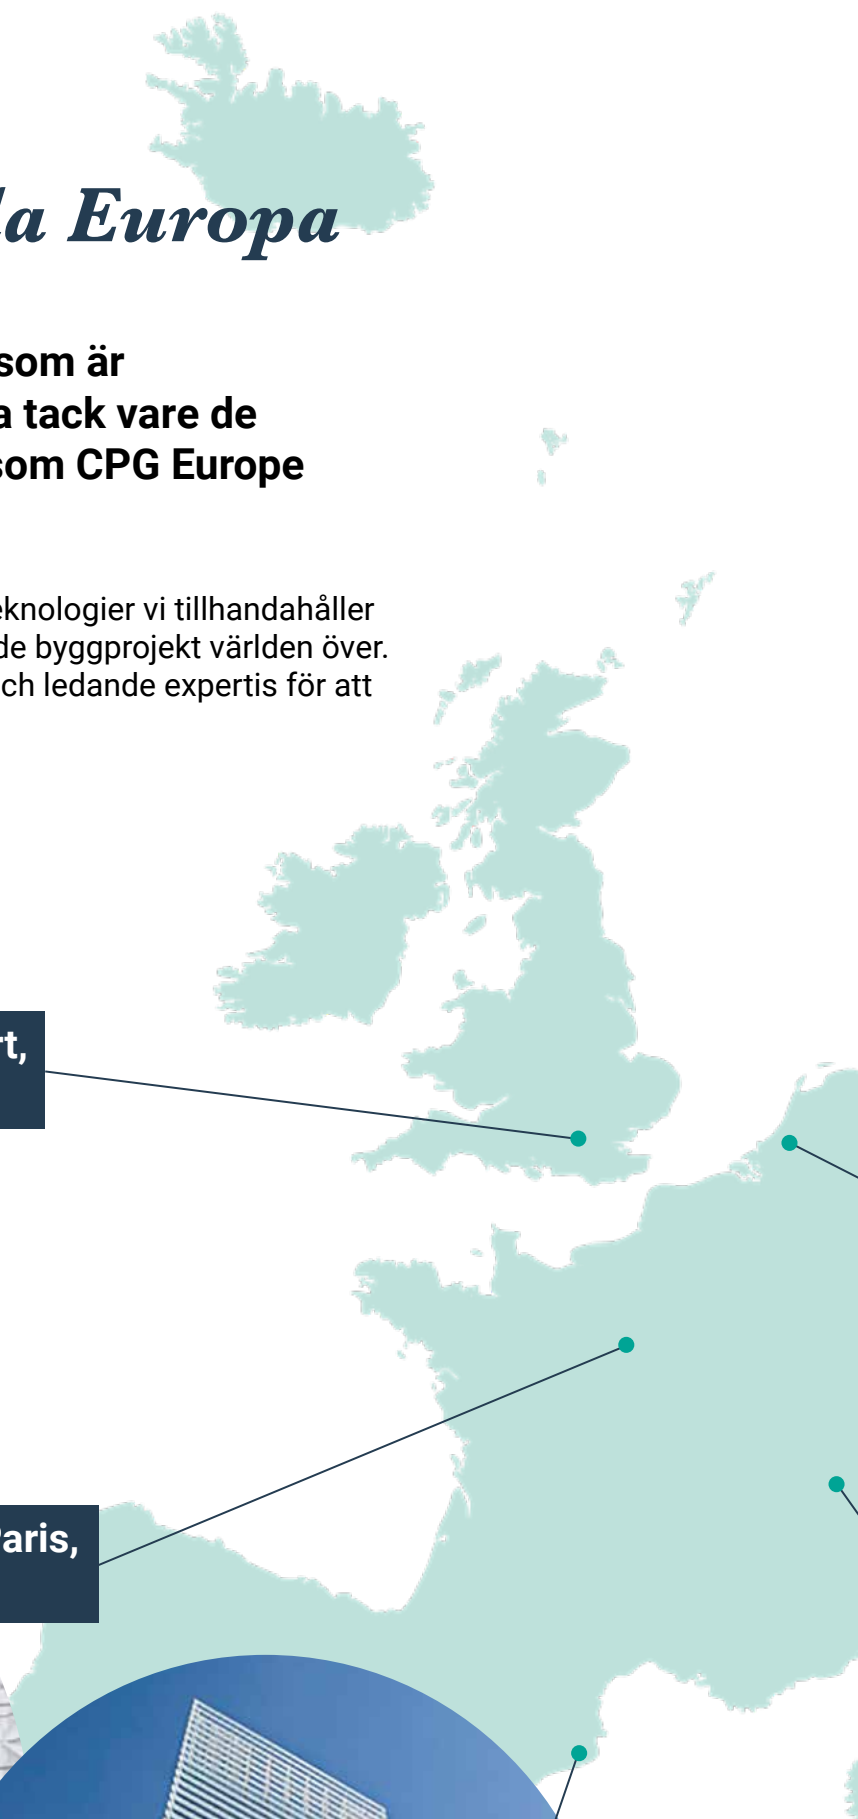 la Europa
som är
a tack vare de
som CPG Europe
eknologier vi tillhandahåller
de byggprojekt världen över.
ch ledande expertis för att
rt,
Paris,